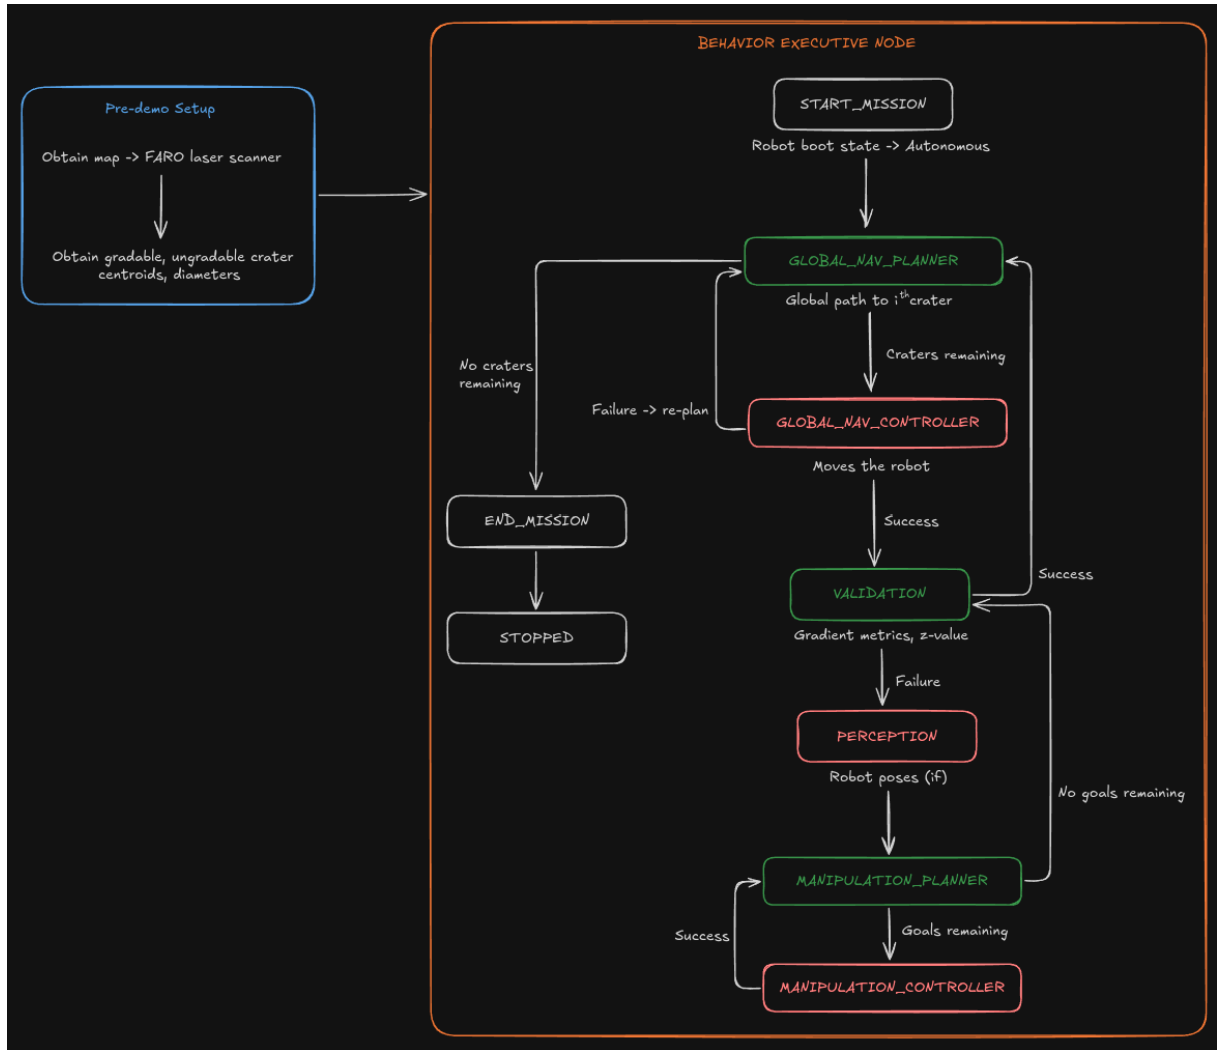 BEHAVIOR EXECUTIVE NODE
Pre-demo Setup
Obtain map -> FARO laser scanner
Obtain gradable, ungradable crater
centroids, diameters
START_MISSION
Robot boot state -> Autonomous
GLOBAL_NAV_PLANNER
Global path to iᵗʰcrater
No craters
remaining
Craters remaining
Failure -> re-plan
GLOBAL_NAV_CONTROLLER
Moves the robot
END_MISSION
Success
STOPPED
VALIDATION
Success
Gradient metrics, z-value
Failure
PERCEPTION
Robot poses (if)
No goals remaining
MANIPULATION_PLANNER
Success
Goals remaining
MANIPULATION_CONTROLLER